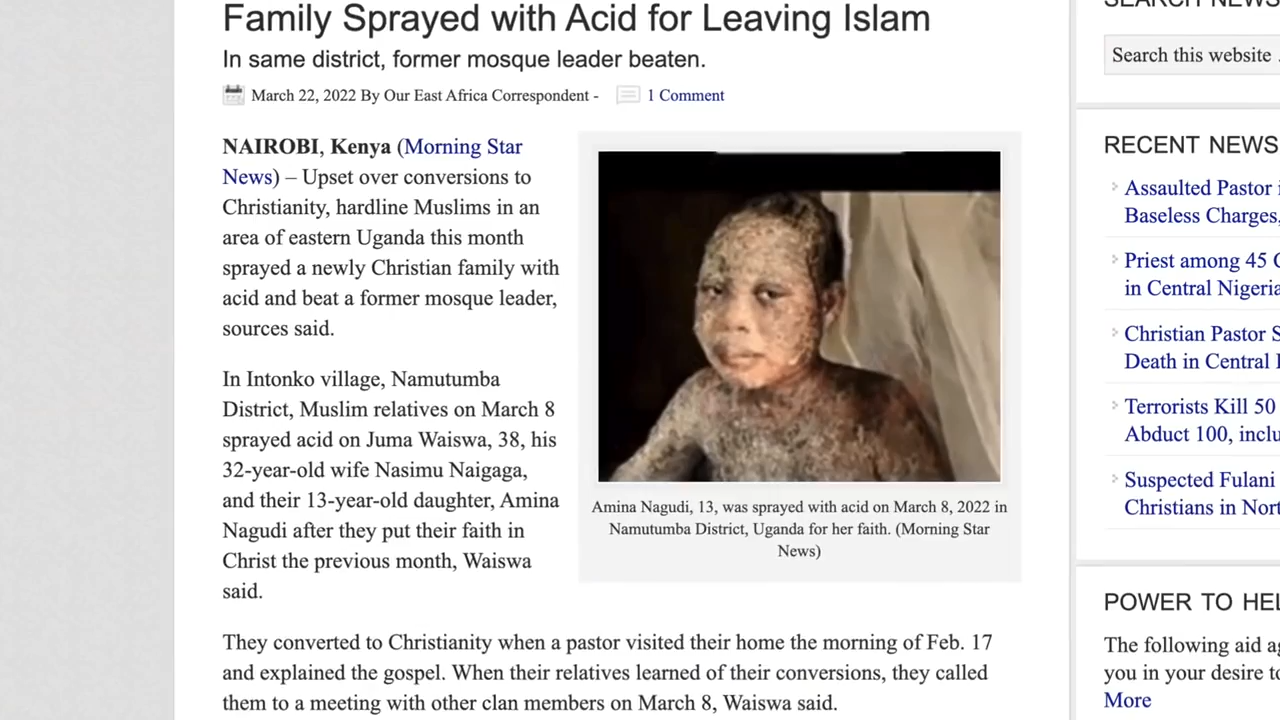 Family Sprayed with Acid for Leaving Islam
In same district, former mosque leader beaten.
March 22, 2022 By Our East Africa Correspondent -
1 Comment
NAIROBI, Kenya (Morning Star
News) – Upset over conversions to
Christianity, hardline Muslims in an
area of eastern Uganda this month
sprayed a newly Christian family with
acid and beat a former mosque leader,
sources said.
In Intonko village, Namutumba
District, Muslim relatives on March 8
sprayed acid on Juma Waiswa, 38, his
32-year-old wife Nasimu Naigaga,
and their 13-year-old daughter, Amina
Nagudi after they put their faith in
Christ the previous month, Waiswa
said.
Amina Nagudi, 13, was sprayed with acid on March 8, 2022 in
Namutumba District, Uganda for her faith. (Morning Star
News)
They converted to Christianity when a pastor visited their home the morning of Feb. 17
and explained the gospel. When their relatives learned of their conversions, they called
them to a meeting with other clan members on March 8, Waiswa said.
SEARCH NEWS
Search this website
RECENT NEWS
Assaulted Pastor
Baseless Charges,
Priest among 45
in Central Nigeria
Christian Pastor
Death in Central
Terrorists Kill 50
Abduct 100,
Suspected Fulani
Christians in
POWER TO
The following aid
you in your desire
More